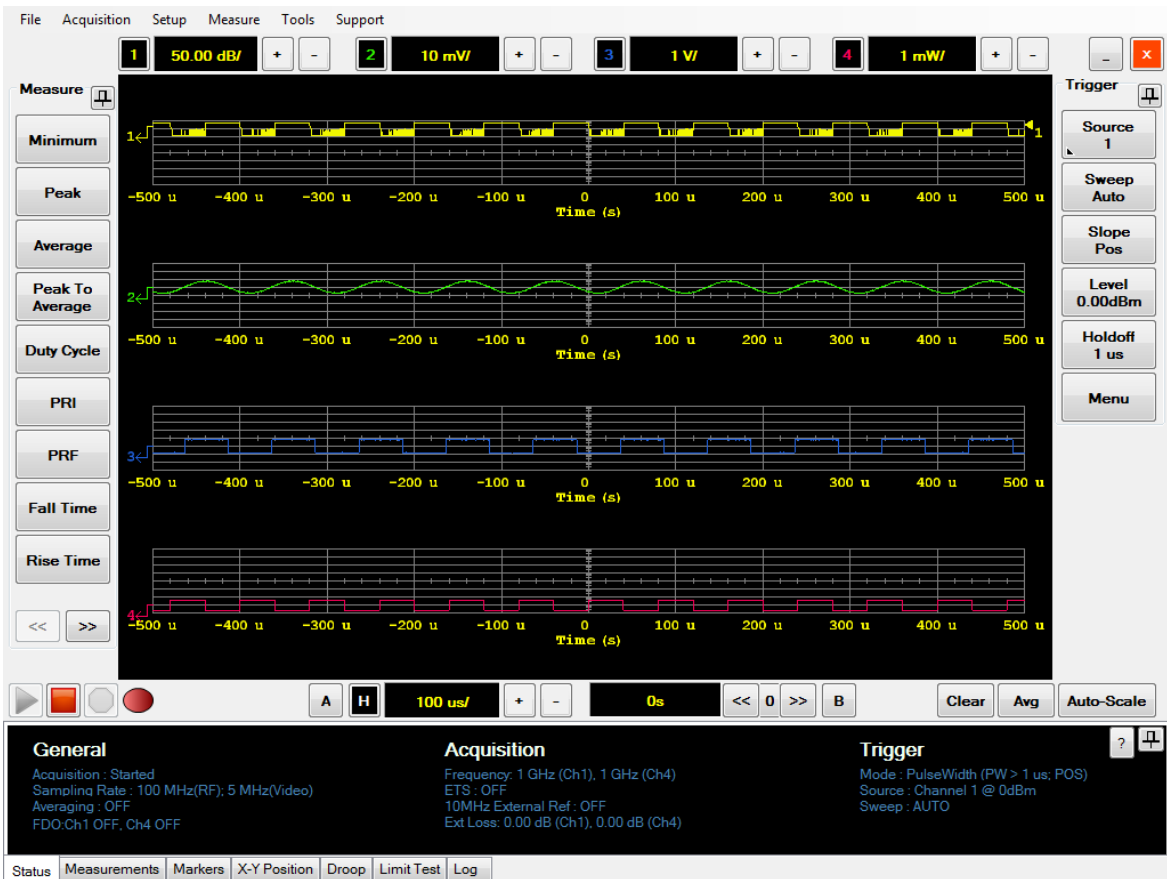 File Acquisition Setup Measure Tools Support
1 50.00 dB/ + - 2 10 mV/ + - 3 1 V/ + - 4 1 mW/ + - _ x
Measure
Minimum
Peak
Average
Peak To
Average
Duty Cycle
PRI
PRF
Fall Time
Rise Time
<< >>
1
1
-500 u -400 u -300 u -200 u -100 u 0 100 u 200 u 300 u 400 u 500 u
Time (s)
2
-500 u -400 u -300 u -200 u -100 u 0 100 u 200 u 300 u 400 u 500 u
Time (s)
3
-500 u -400 u -300 u -200 u -100 u 0 100 u 200 u 300 u 400 u 500 u
Time (s)
4
-500 u -400 u -300 u -200 u -100 u 0 100 u 200 u 300 u 400 u 500 u
Time (s)
Trigger
Source
1
Sweep
Auto
Slope
Pos
Level
0.00dBm
Holdoff
1 us
Menu
A H 100 us/ + - 0s << 0 >> B Clear Avg Auto-Scale
General
Acquisition : Started
Sampling Rate : 100 MHz(RF); 5 MHz(Video)
Averaging : OFF
FDO:Ch1 OFF, Ch4 OFF
Acquisition
Frequency: 1 GHz (Ch1), 1 GHz (Ch4)
ETS : OFF
10MHz External Ref : OFF
Ext Loss: 0.00 dB (Ch1), 0.00 dB (Ch4)
Trigger
?
Mode : PulseWidth (PW > 1 us; POS)
Source : Channel 1 @ 0dBm
Sweep : AUTO
Status Measurements Markers X-Y Position Droop Limit Test Log